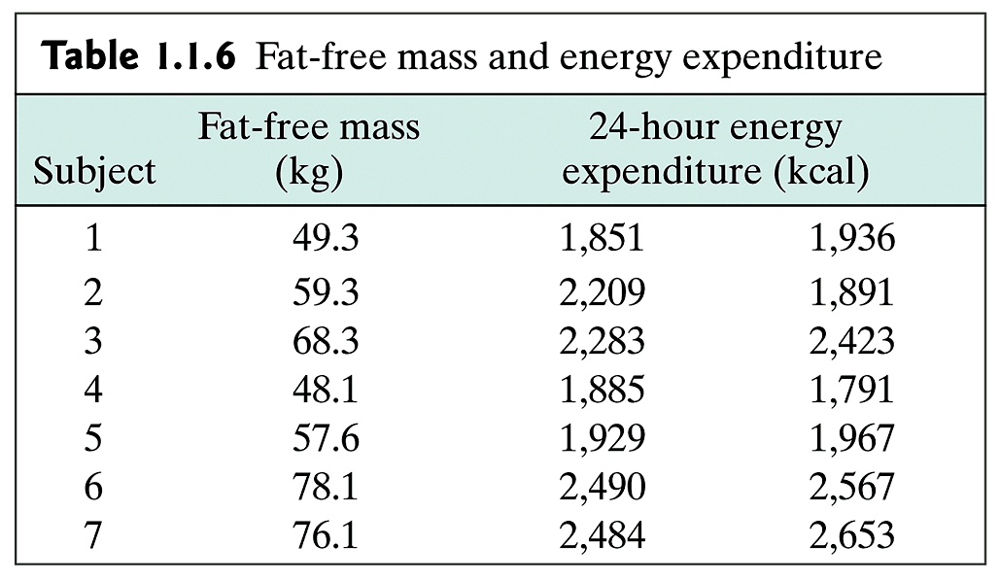 Table 1.1.6 Fat-free mass and energy expenditure
Subject Fat-free mass (kg) 24-hour energy expenditure (kcal)
1 49.3 1,851 1,936
2 59.3 2,209 1,891
3 68.3 2,283 2,423
4 48.1 1,885 1,791
5 57.6 1,929 1,967
6 78.1 2,490 2,567
7 76.1 2,484 2,653